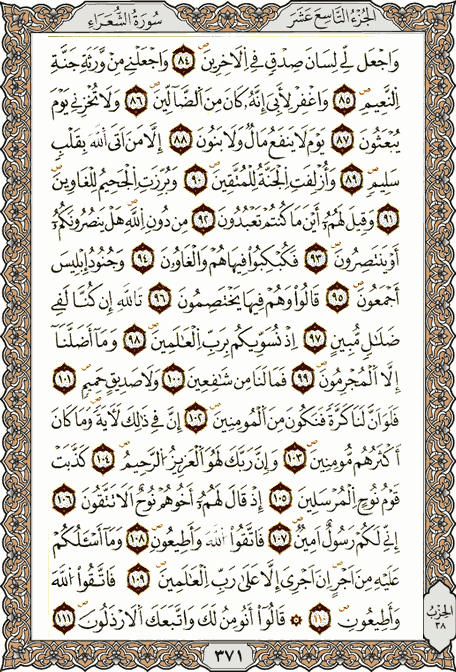 الجزء التاسع عشر
سورة الشعراء
وَاجْعَل لِّي لِسَانَ صِدْقٍ فِي الْآخِرِينَ ﴿٨٤﴾ وَاجْعَلْنِي مِن وَرَثَةِ جَنَّةِ
النَّعِيمِ ﴿٨٥﴾ وَاغْفِرْ لِأَبِي إِنَّهُ كَانَ مِنَ الضَّالِّينَ ﴿٨٦﴾ وَلَا تُخْزِنِي يَوْمَ
يُبْعَثُونَ ﴿٨٧﴾ يَوْمَ لَا يَنفَعُ مَالٌ وَلَا بَنُونَ ﴿٨٨﴾ إِلَّا مَنْ أَتَى اللَّهَ بِقَلْبٍ
سَلِيمٍ ﴿٨٩﴾ وَأُزْلِفَتِ الْجَنَّةُ لِلْمُتَّقِينَ ﴿٩٠﴾ وَبُرِّزَتِ الْجَحِيمُ لِلْغَاوِينَ
﴿٩١﴾ وَقِيلَ لَهُمْ أَيْنَ مَا كُنتُمْ تَعْبُدُونَ ﴿٩٢﴾ مِن دُونِ اللَّهِ هَلْ يَنصُرُونَكُمْ
أَوْ يَنتَصِرُونَ ﴿٩٣﴾ فَكُبْكِبُوا فِيهَا هُمْ وَالْغَاوُونَ ﴿٩٤﴾ وَجُنُودُ إِبْلِيسَ
أَجْمَعُونَ ﴿٩٥﴾ قَالُوا وَهُمْ فِيهَا يَخْتَصِمُونَ ﴿٩٦﴾ تَاللَّهِ إِن كُنَّا لَفِي
ضَلَالٍ مُّبِينٍ ﴿٩٧﴾ إِذْ نُسَوِّيكُم بِرَبِّ الْعَالَمِينَ ﴿٩٨﴾ وَمَا أَضَلَّنَا
إِلَّا الْمُجْرِمُونَ ﴿٩٩﴾ فَمَا لَنَا مِن شَافِعِينَ ﴿١٠٠﴾ وَلَا صَدِيقٍ حَمِيمٍ ﴿١٠١﴾
فَلَوْ أَنَّ لَنَا كَرَّةً فَنَكُونَ مِنَ الْمُؤْمِنِينَ ﴿١٠٢﴾ إِنَّ فِي ذَلِكَ لَآيَةً وَمَا كَانَ
أَكْثَرُهُم مُّؤْمِنِينَ ﴿١٠٣﴾ وَإِنَّ رَبَّكَ لَهُوَ الْعَزِيزُ الرَّحِيمُ ﴿١٠٤﴾ كَذَّبَتْ
قَوْمُ نُوحٍ الْمُرْسَلِينَ ﴿١٠٥﴾ إِذْ قَالَ لَهُمْ أَخُوهُمْ نُوحٌ أَلَا تَتَّقُونَ ﴿١٠٦﴾
إِنِّي لَكُمْ رَسُولٌ أَمِينٌ ﴿١٠٧﴾ فَاتَّقُوا اللَّهَ وَأَطِيعُونِ ﴿١٠٨﴾ وَمَا أَسْأَلُكُمْ
عَلَيْهِ مِنْ أَجْرٍ إِنْ أَجْرِيَ إِلَّا عَلَى رَبِّ الْعَالَمِينَ ﴿١٠٩﴾ فَاتَّقُوا اللَّهَ
وَأَطِيعُونِ ﴿١١٠﴾ قَالُوا أَنُؤْمِنُ لَكَ وَاتَّبَعَكَ الْأَرْذَلُونَ ﴿١١١﴾
الحزب
٣٨
٣٧١